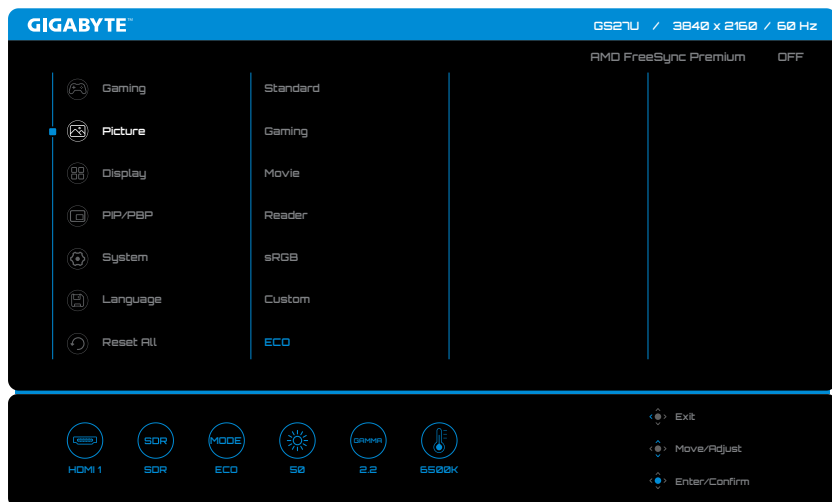 GIGABYTE™
GS27U / 3840 x 2160 / 60 Hz
AMD FreeSync Premium OFF
Gaming
Picture
Display
PIP/PBP
System
Language
Reset All
Standard
Gaming
Movie
Reader
sRGB
Custom
ECO
SDR
MODE
GAMMA
HDMI 1
SDR
ECO
50
2.2
6500K
Exit
Move/Adjust
Enter/Confirm